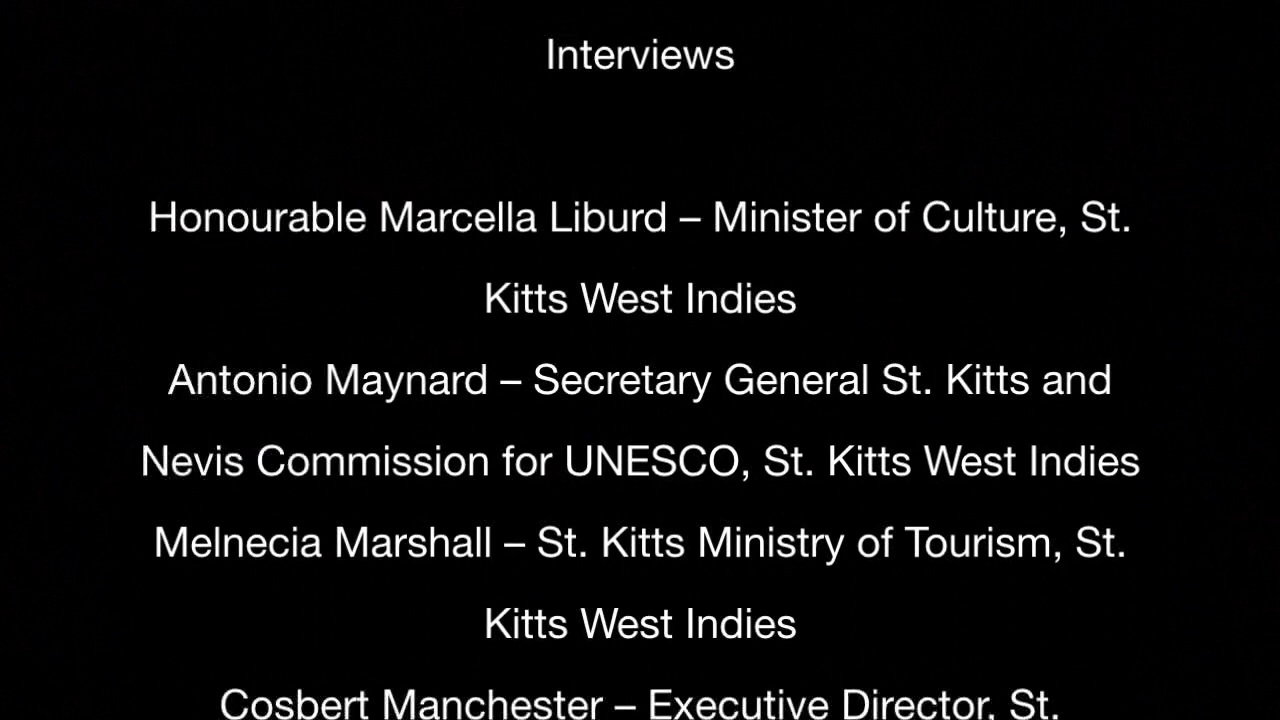 Interviews
Honourable Marcella Liburd – Minister of Culture, St.
Kitts West Indies
Antonio Maynard – Secretary General St. Kitts and
Nevis Commission for UNESCO, St. Kitts West Indies
Melnecia Marshall – St. Kitts Ministry of Tourism, St.
Kitts West Indies
Cosbert Manchester – Executive Director, St.